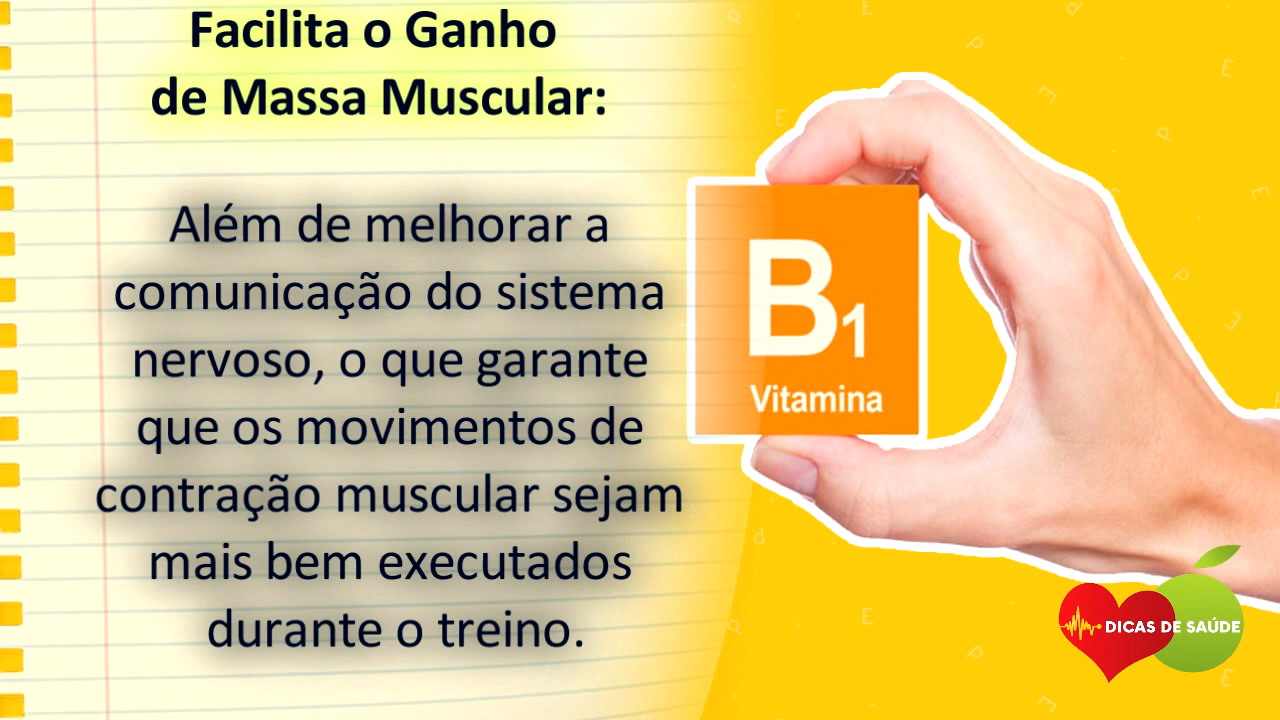 Facilita o Ganho
de Massa Muscular:
Além de melhorar a
comunicação do sistema
nervoso, o que garante
que os movimentos de
contração muscular sejam
mais bem executados
durante o treino.
B1
Vitamina
DICAS DE SAÚDE